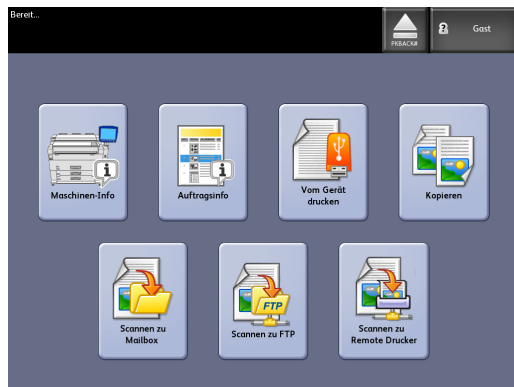 Bereit...
PKBACK#
Gast
Maschinen-Info
Auftragsinfo
Vom Gerät
drucken
Kopieren
Scannen zu
Mailbox
FTP
Scannen zu FTP
Scannen zu
Remote Drucker